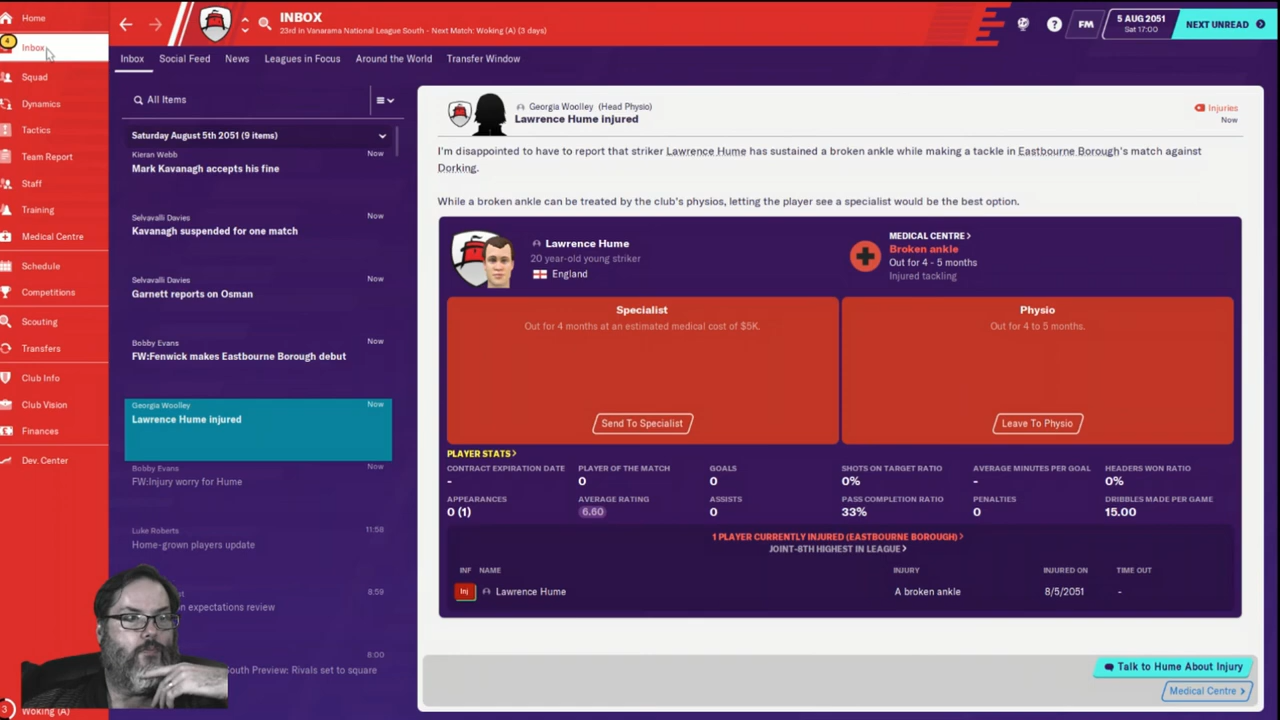 Home
Inbox
4
Squad
Dynamics
Tactics
Team Report
Staff
Training
Medical Centre
Schedule
Competitions
Scouting
Transfers
Club Info
Club Vision
Finances
Dev. Center
3
Woking (A)
INBOX
23rd in Vanarama National League South - Next Match: Woking (A) (3 days)
?
FM
5 AUG 2051
Sat 17:00
NEXT UNREAD
Inbox
Social Feed
News
Leagues in Focus
Around the World
Transfer Window
All Items
Saturday August 5th 2051 (9 items)
Kieran Webb
Now
Mark Kavanagh accepts his fine
Selvavalli Davies
Now
Kavanagh suspended for one match
Selvavalli Davies
Now
Garnett reports on Osman
Bobby Evans
Now
FW:Fenwick makes Eastbourne Borough debut
Georgia Woolley
Now
Lawrence Hume injured
Bobby Evans
Now
FW:Injury worry for Hume
Luke Roberts
11:58
Home-grown players update
8:59
expectations review
8:00
outh Preview: Rivals set to square
Georgia Woolley (Head Physio)
Lawrence Hume injured
Injuries
Now
I'm disappointed to have to report that striker Lawrence Hume has sustained a broken ankle while making a tackle in Eastbourne Borough's match against
Dorking.
While a broken ankle can be treated by the club's physios, letting the player see a specialist would be the best option.
Lawrence Hume
20 year-old young striker
England
MEDICAL CENTRE >
Broken ankle
Out for 4 - 5 months
Injured tackling
Specialist
Out for 4 months at an estimated medical cost of $5K.
Send To Specialist
Physio
Out for 4 to 5 months.
Leave To Physio
PLAYER STATS >
CONTRACT EXPIRATION DATE
-
PLAYER OF THE MATCH
0
GOALS
0
SHOTS ON TARGET RATIO
0%
AVERAGE MINUTES PER GOAL
-
HEADERS WON RATIO
0%
APPEARANCES
0 (1)
AVERAGE RATING
6.60
ASSISTS
0
PASS COMPLETION RATIO
33%
PENALTIES
0
DRIBBLES MADE PER GAME
15.00
1 PLAYER CURRENTLY INJURED (EASTBOURNE BOROUGH) >
JOINT-8TH HIGHEST IN LEAGUE >
INF NAME
INJURY
INJURED ON
TIME OUT
Inj
Lawrence Hume
A broken ankle
8/5/2051
-
Talk to Hume About Injury
Medical Centre >